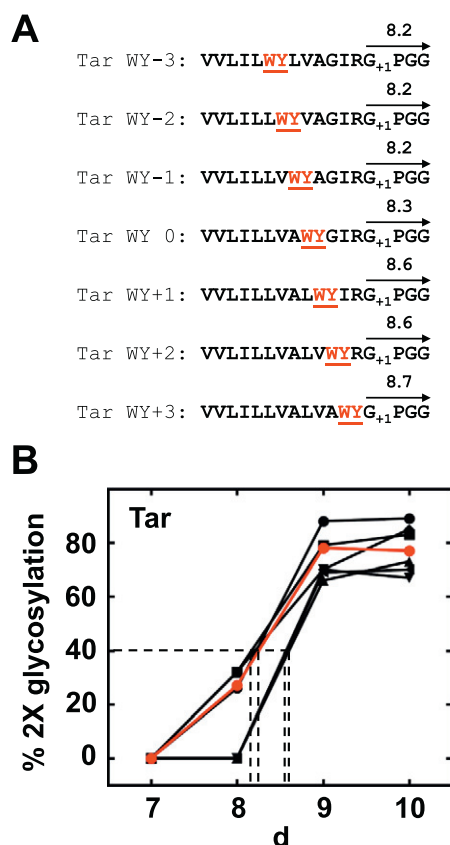 A
8.2
Tar WY-3: VVLILLWYLVAGIRG+1PGG
8.2
Tar WY-2: VVLILLWYVAGIRG+1PGG
8.2
Tar WY-1: VVLILLVWYAGIRG+1PGG
8.3
Tar WY 0: VVLILLVAWYGIRG+1PGG
8.6
Tar WY+1: VVLILLVALWYIRG+1PGG
8.6
Tar WY+2: VVLILLVALVWYRG+1PGG
8.7
Tar WY+3: VVLILLVALVAWYG+1PGG
B
Tar
% 2X glycosylation
80
60
40
20
0
7 8 9 10
d